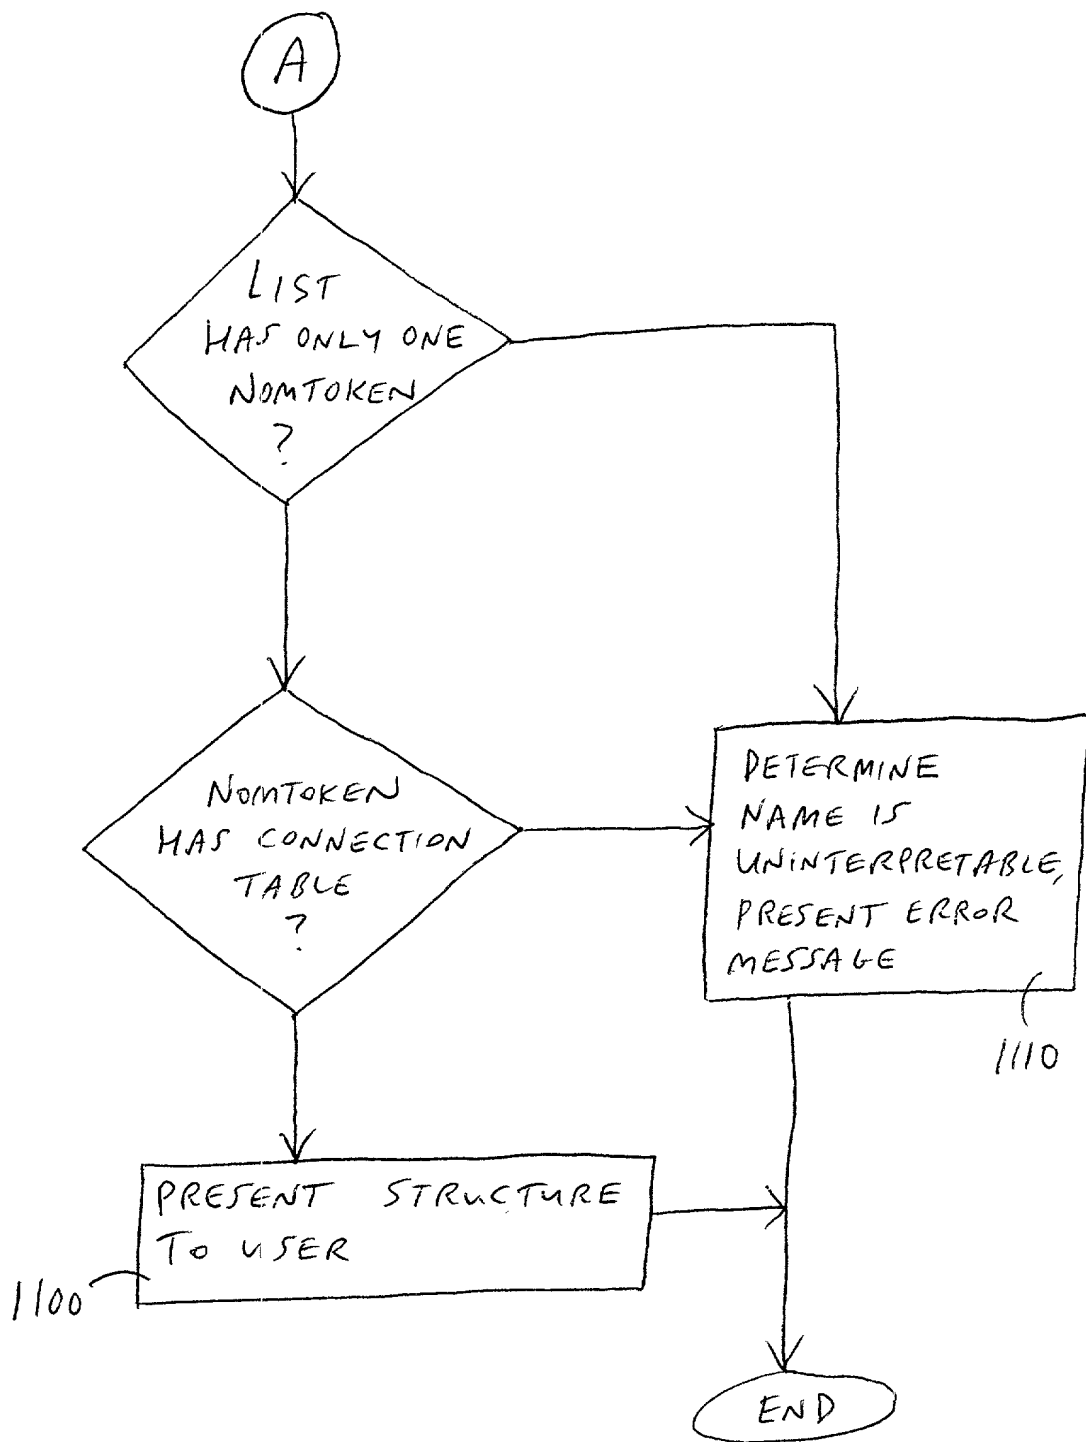 A
LIST
HAS ONLY ONE
NOMTOKEN
?
NOMTOKEN
HAS CONNECTION
TABLE
?
DETERMINE
NAME IS
UNINTERPRETABLE,
PRESENT ERROR
MESSAGE
1110
PRESENT STRUCTURE
TO USER
1100
END